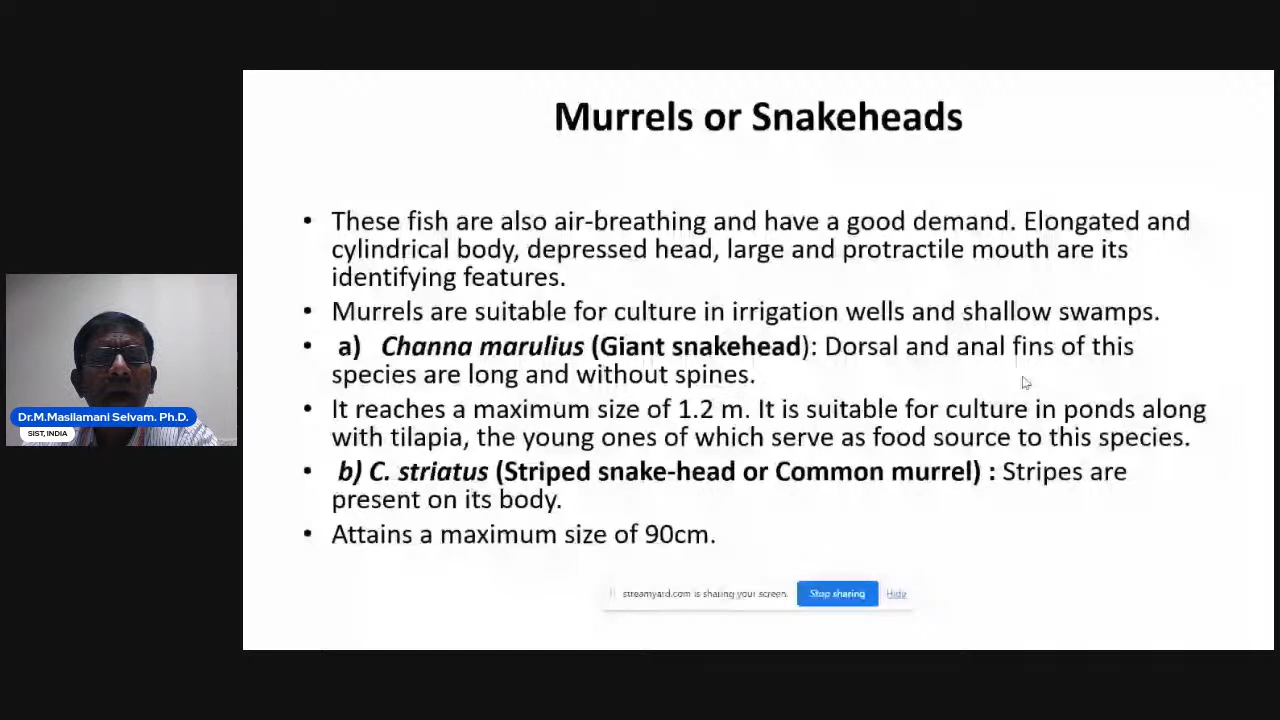 Murrels or Snakeheads
• These fish are also air-breathing and have a good demand. Elongated and
cylindrical body, depressed head, large and protractile mouth are its
identifying features.
• Murrels are suitable for culture in irrigation wells and shallow swamps.
• a) Channa marulius (Giant snakehead): Dorsal and anal fins of this
species are long and without spines.
• It reaches a maximum size of 1.2 m. It is suitable for culture in ponds along
with tilapia, the young ones of which serve as food source to this species.
• b) C. striatus (Striped snake-head or Common murrel) : Stripes are
present on its body.
• Attains a maximum size of 90cm.
streamyard.com is sharing your screen. Stop sharing Hide
Dr.M.Masilamani Selvam. Ph.D.
SIST, INDIA